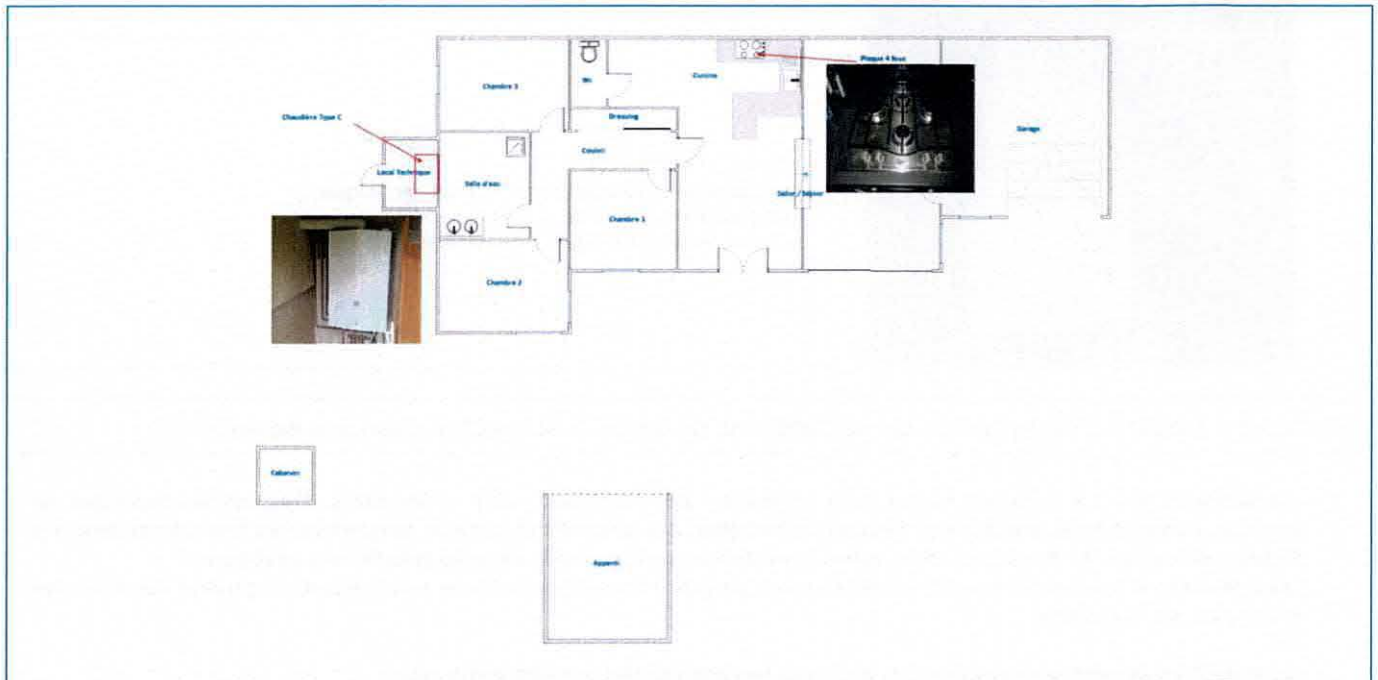 Plaque 4 feux
Wc
Cuisine
Chambre 3
Chaudière Type C
Dressing
Garage
Couloir
Local Technique
Salle d'eau
Salon / Séjour
Chambre 1
Chambre 2
Cabanon
Appenti